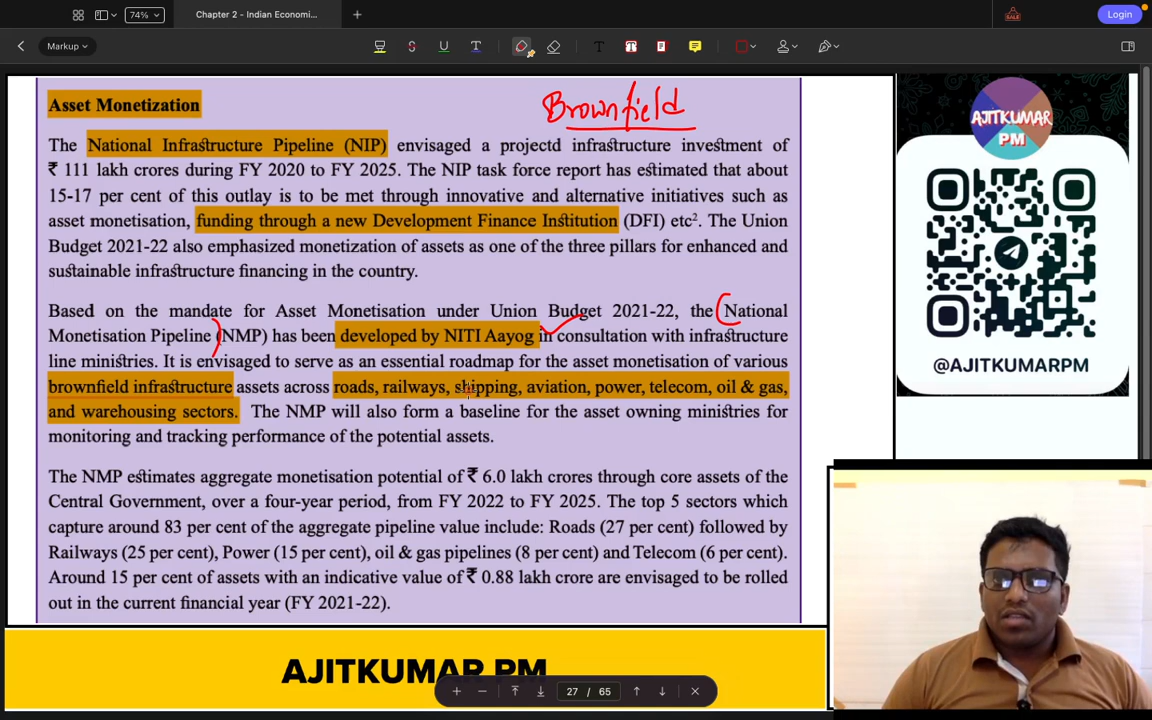 74%
Chapter 2 - Indian Economi...
SALE
Login
Markup
Asset Monetization
Brownfield
The National Infrastructure Pipeline (NIP) envisaged a projectd infrastructure investment of
₹ 111 lakh crores during FY 2020 to FY 2025. The NIP task force report has estimated that about
15-17 per cent of this outlay is to be met through innovative and alternative initiatives such as
asset monetisation, funding through a new Development Finance Institution (DFI) etc². The Union
Budget 2021-22 also emphasized monetization of assets as one of the three pillars for enhanced and
sustainable infrastructure financing in the country.
Based on the mandate for Asset Monetisation under Union Budget 2021-22, the National
Monetisation Pipeline (NMP) has been developed by NITI Aayog in consultation with infrastructure
line ministries. It is envisaged to serve as an essential roadmap for the asset monetisation of various
brownfield infrastructure assets across roads, railways, shipping, aviation, power, telecom, oil & gas,
and warehousing sectors. The NMP will also form a baseline for the asset owning ministries for
monitoring and tracking performance of the potential assets.
The NMP estimates aggregate monetisation potential of ₹ 6.0 lakh crores through core assets of the
Central Government, over a four-year period, from FY 2022 to FY 2025. The top 5 sectors which
capture around 83 per cent of the aggregate pipeline value include: Roads (27 per cent) followed by
Railways (25 per cent), Power (15 per cent), oil & gas pipelines (8 per cent) and Telecom (6 per cent).
Around 15 per cent of assets with an indicative value of ₹ 0.88 lakh crore are envisaged to be rolled
out in the current financial year (FY 2021-22).
AJITKUMAR
PM
@AJITKUMARPM
AJITKUMAR PM
27 / 65